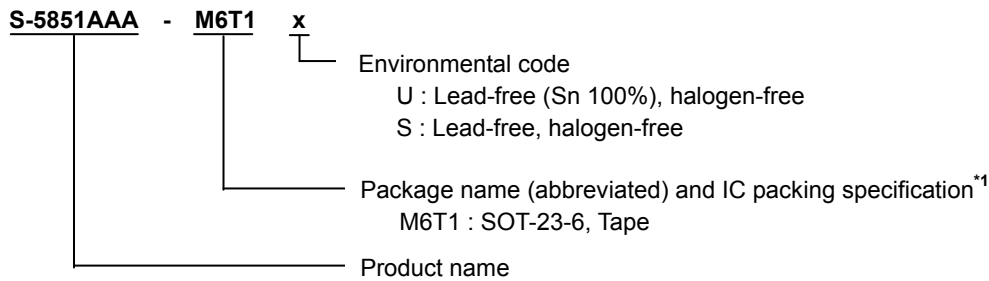 S-5851AAA - M6T1 x
Environmental code
U : Lead-free (Sn 100%), halogen-free
S : Lead-free, halogen-free
Package name (abbreviated) and IC packing specification*1
M6T1 : SOT-23-6, Tape
Product name